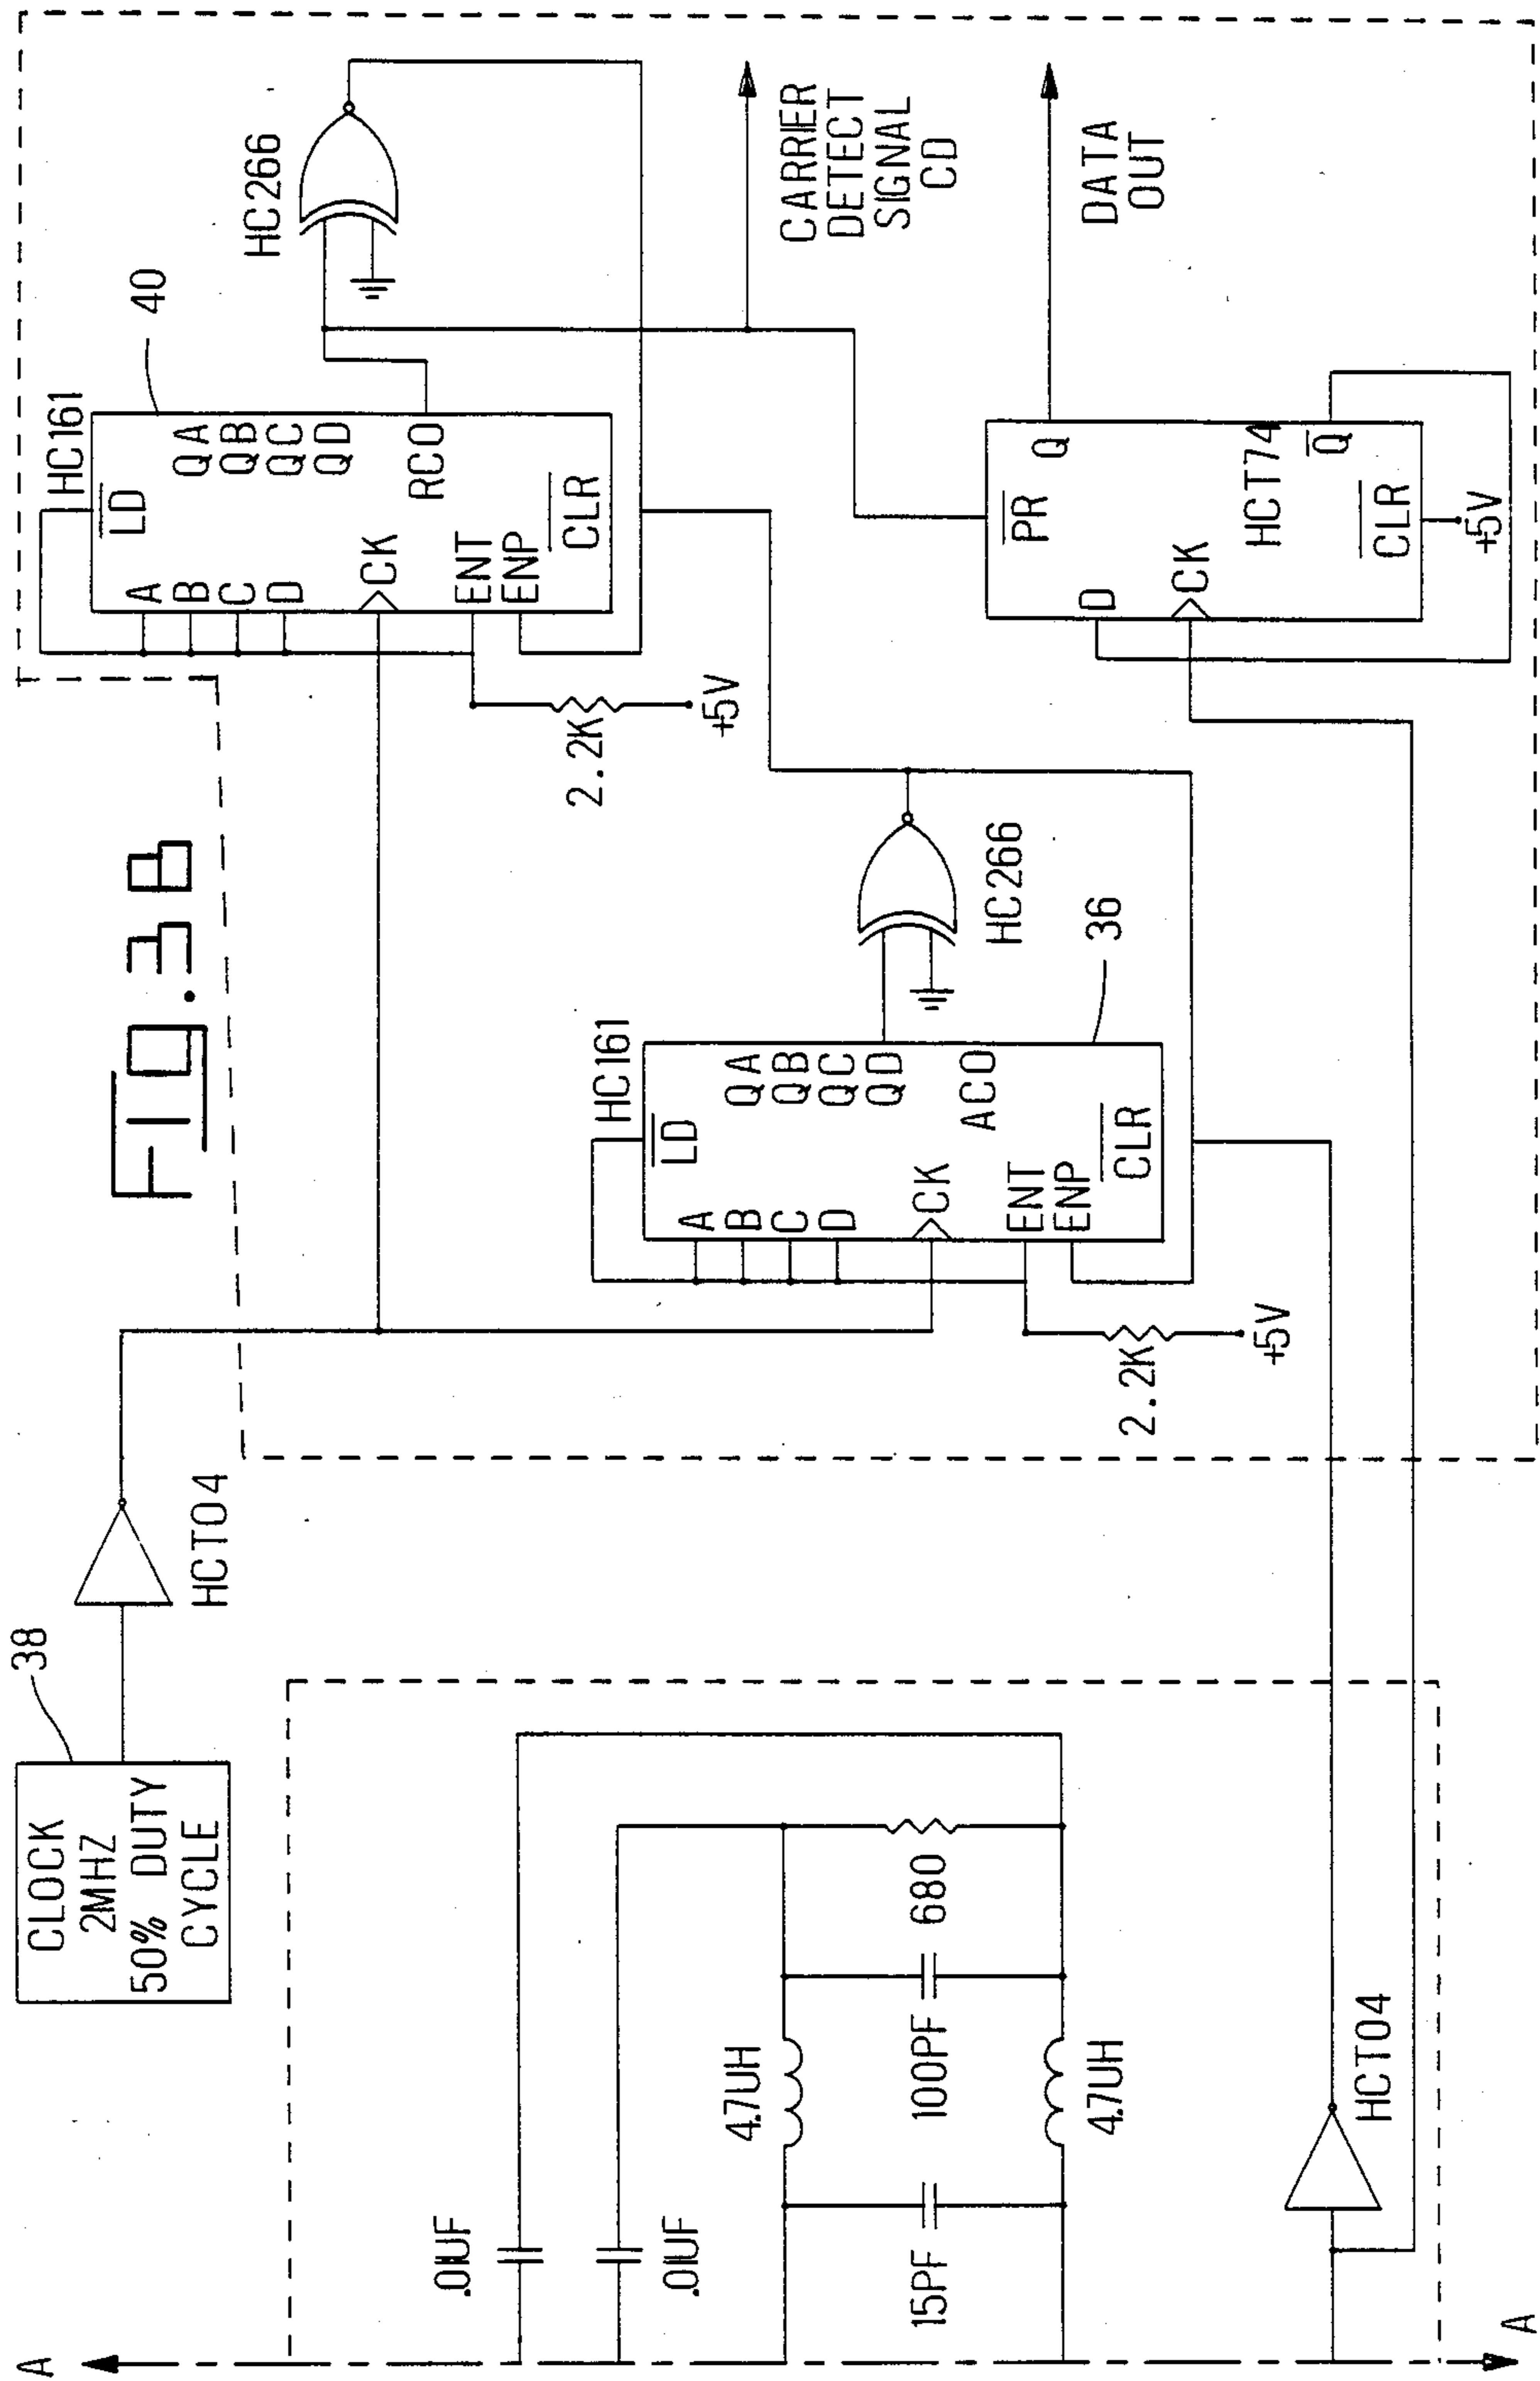 FIG. 3B
38
CLOCK
2MHZ
50% DUTY
CYCLE
HCT04
HC161
40
LD
A
B
C
D
CK
ENT
ENP
QA
QB
QC
QD
RCO
CLR
2.2K
+5V
HC266
CARRIER
DETECT
SIGNAL
CD
HC161
LD
A
B
C
D
CK
ENT
ENP
QA
QB
QC
QD
ACO
CLR
36
2.2K
+5V
HC266
PR
D
CK
Q
HCT74
Q
CLR
+5V
DATA
OUT
.01UF
.01UF
4.7UH
15PF
100PF
680
4.7UH
HCT04
A
A